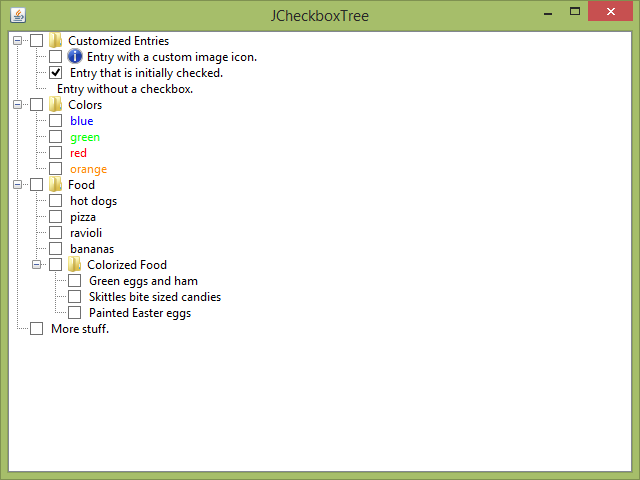 JCheckboxTree
Customized Entries
Entry with a custom image icon.
Entry that is initially checked.
Entry without a checkbox.
Colors
blue
green
red
orange
Food
hot dogs
pizza
ravioli
bananas
Colorized Food
Green eggs and ham
Skittles bite sized candies
Painted Easter eggs
More stuff.